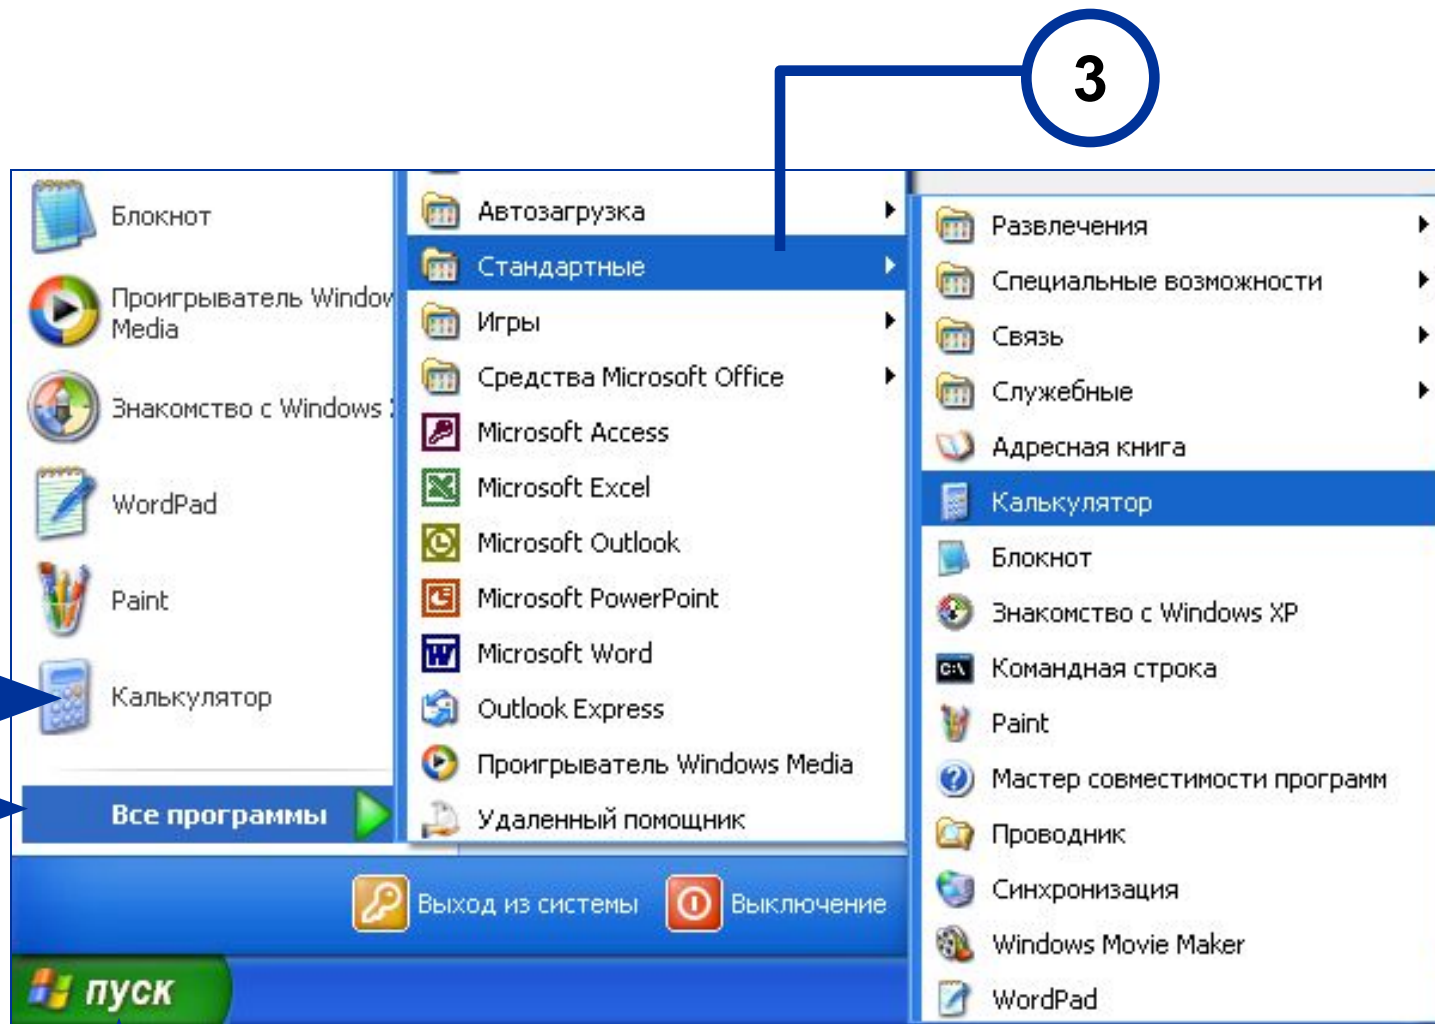 3
Блокнот
Проигрыватель Window
Media
Знакомство с Windows
WordPad
Paint
Калькулятор
Все программы
Автозагрузка
Стандартные
Игры
Средства Microsoft Office
Microsoft Access
Microsoft Excel
Microsoft Outlook
Microsoft PowerPoint
Microsoft Word
Outlook Express
Проигрыватель Windows Media
Удаленный помощник
Развлечения
Специальные возможности
Связь
Служебные
Адресная книга
Калькулятор
Блокнот
Знакомство с Windows XP
C:\
Командная строка
Paint
Мастер совместимости программ
Проводник
Синхронизация
Windows Movie Maker
WordPad
Выход из системы
Выключение
пуск